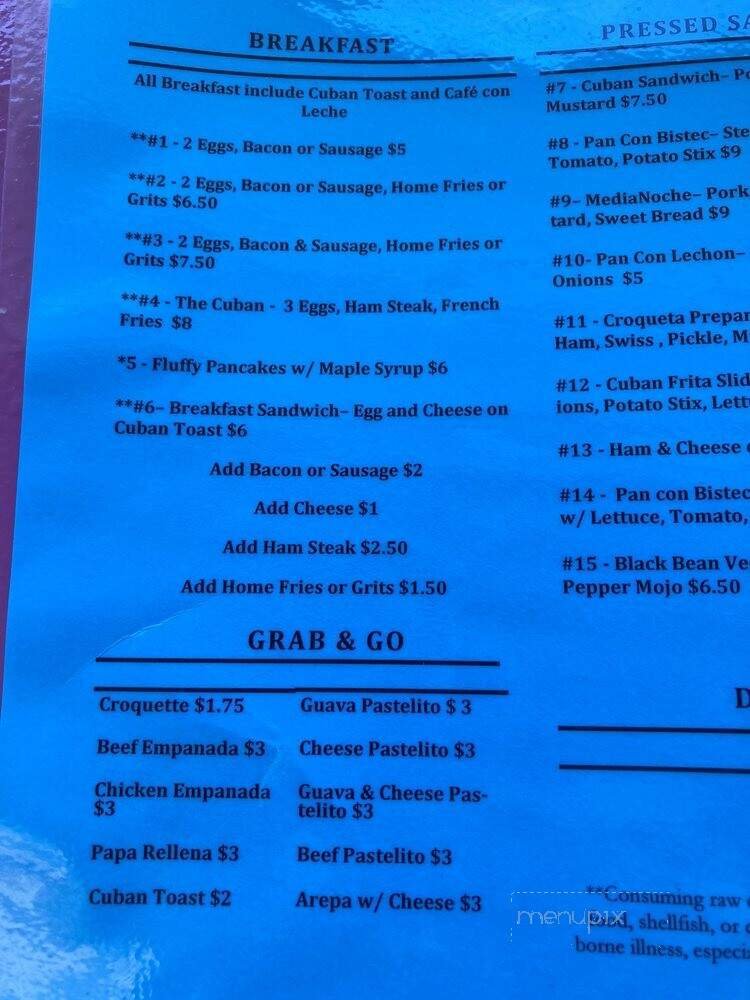 BREAKFAST
All Breakfast include Cuban Toast and Café con
Leche
**#1 - 2 Eggs, Bacon or Sausage $5
**#2 - 2 Eggs, Bacon or Sausage, Home Fries or
Grits $6.50
**#3 - 2 Eggs, Bacon & Sausage, Home Fries or
Grits $7.50
**#4 - The Cuban - 3 Eggs, Ham Steak, French
Fries $8
*5 - Fluffy Pancakes w/ Maple Syrup $6
**#6– Breakfast Sandwich– Egg and Cheese on
Cuban Toast $6
Add Bacon or Sausage $2
Add Cheese $1
Add Ham Steak $2.50
Add Home Fries or Grits $1.50
GRAB & GO
Croquette $1.75
Beef Empanada $3
Chicken Empanada
$3
Papa Rellena $3
Cuban Toast $2
Guava Pastelito $ 3
Cheese Pastelito $3
Guava & Cheese Pas-
telito $3
Beef Pastelito $3
Arepa w/ Cheese $3
PRESSED
#7 - Cuban Sandwich–
Mustard $7.50
#8 - Pan Con Bistec–
Tomato, Potato Stix $9
#9– MediaNoche– Pork
tard, Sweet Bread $9
#10- Pan Con Lechon–
Onions $5
#11 - Croqueta
Ham, Swiss , Pickle,
#12 - Cuban Frita
ions, Potato Stix,
#13 - Ham & Cheese
#14 - Pan con Bistec
w/ Lettuce, Tomato,
#15 - Black Bean
Pepper Mojo $6.50
**Consuming raw
shellfish, or
borne illness,
menupix